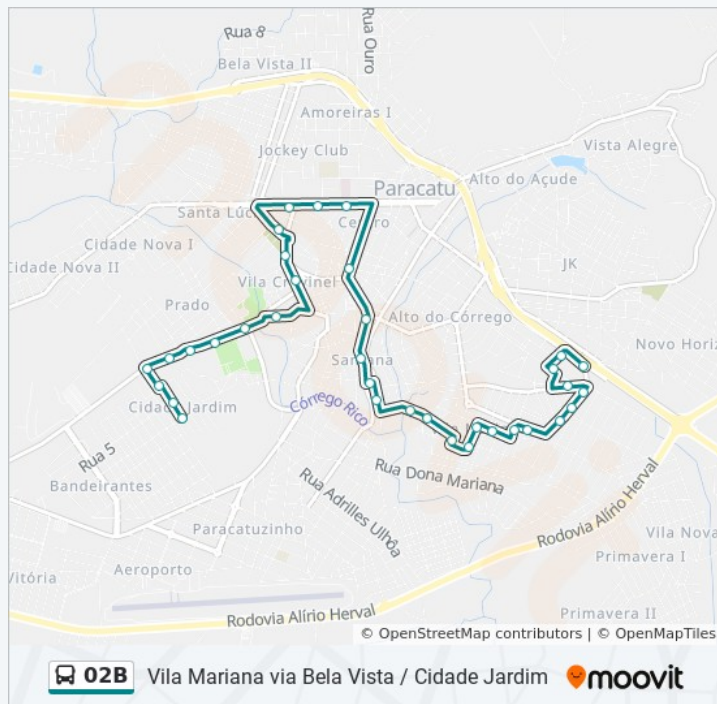 Rua 8
Rua Ouro
Bela Vista II
Amoreiras I
Vista Alegre
Jockey Club
Paracatu
Alto do Açude
Santa Lúc
Centro
Cidade Nova I
JK
Cidade Nova II
Vila Cruvinel
Prado
Alto do Córrego
Novo Horiz
Santana
Córrego Rico
Cidade Jardim
Rua 5
Rua Dona Mariana
Bandeirantes
Rua Adrilles Ulhôa
Rodovia Alírio Herval
Paracatuzinho
Vila Nova
Primavera I
Vitória
Aeroporto
Primavera II
Rodovia Alírio Herval
© OpenStreetMap contributors | © OpenMapTiles
02B Vila Mariana via Bela Vista / Cidade Jardim moovit